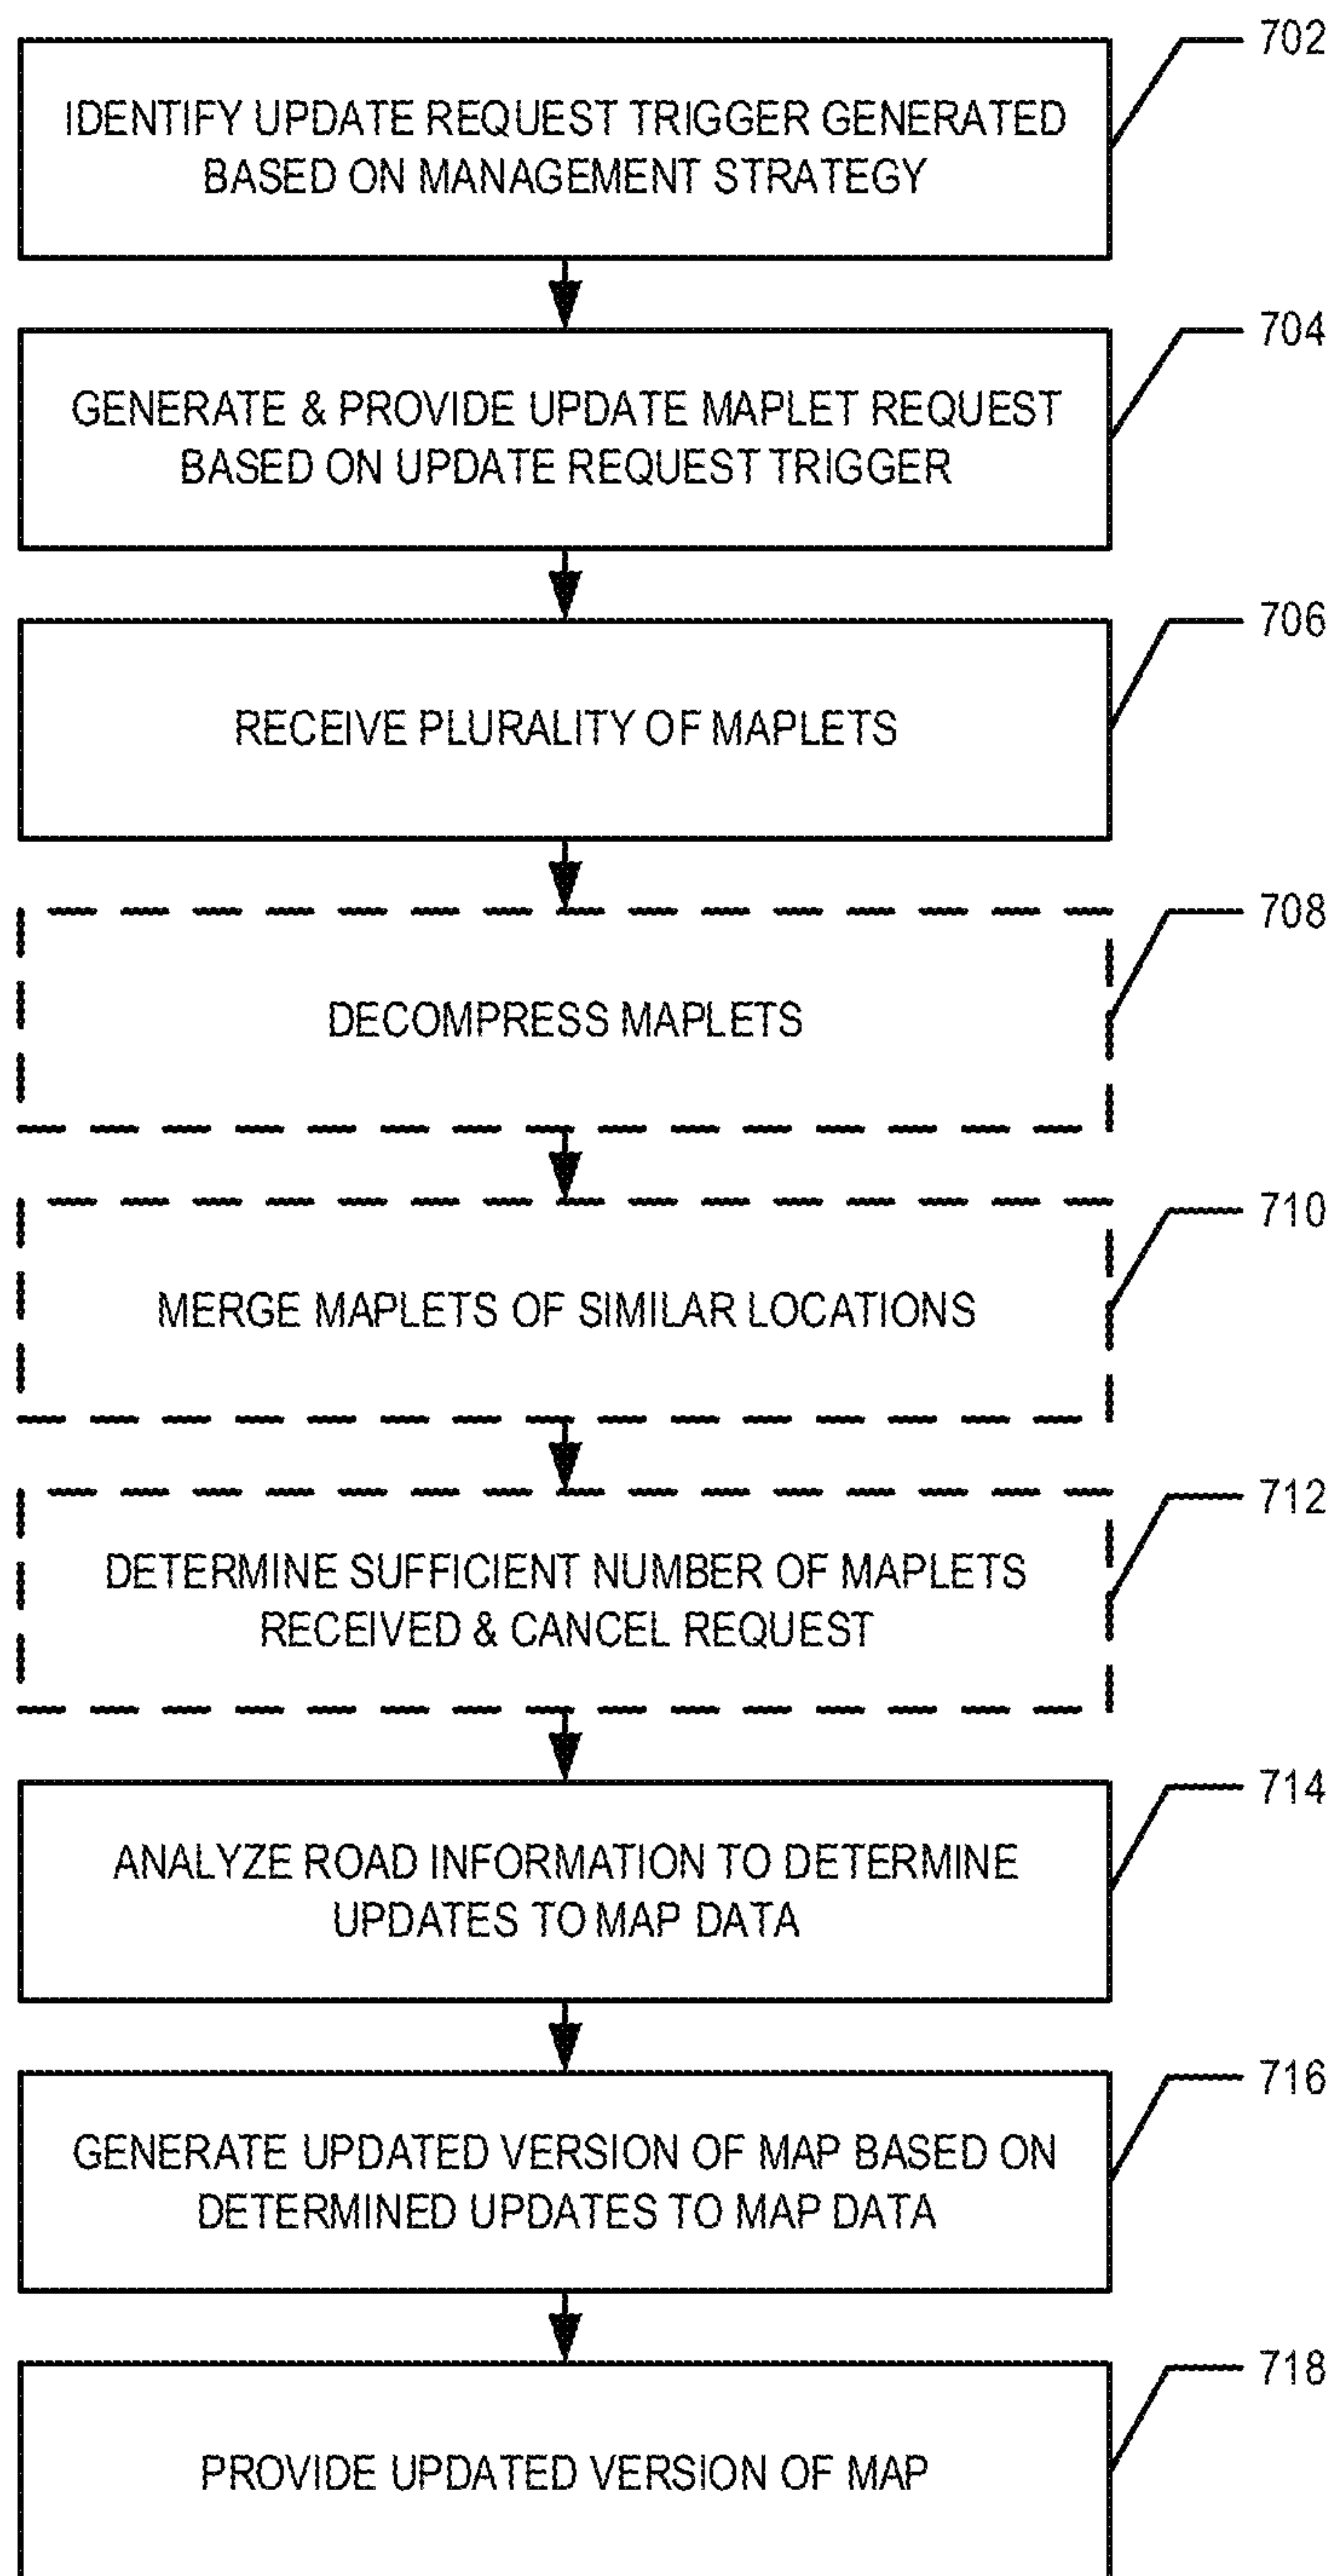 702
IDENTIFY UPDATE REQUEST TRIGGER GENERATED
BASED ON MANAGEMENT STRATEGY
704
GENERATE & PROVIDE UPDATE MAPLET REQUEST
BASED ON UPDATE REQUEST TRIGGER
706
RECEIVE PLURALITY OF MAPLETS
708
DECOMPRESS MAPLETS
710
MERGE MAPLETS OF SIMILAR LOCATIONS
712
DETERMINE SUFFICIENT NUMBER OF MAPLETS
RECEIVED & CANCEL REQUEST
714
ANALYZE ROAD INFORMATION TO DETERMINE
UPDATES TO MAP DATA
716
GENERATE UPDATED VERSION OF MAP BASED ON
DETERMINED UPDATES TO MAP DATA
718
PROVIDE UPDATED VERSION OF MAP